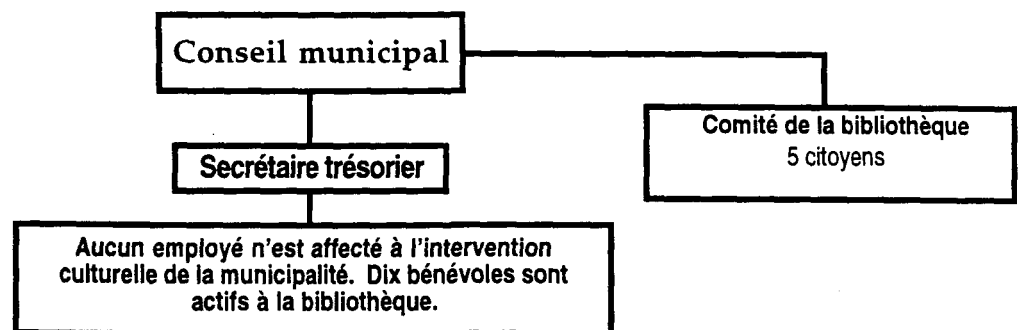 Conseil municipal
Comité de la bibliothèque
5 citoyens
Secrétaire trésorier
Aucun employé n'est affecté à l'intervention
culturelle de la municipalité. Dix bénévoles sont
actifs à la bibliothèque.